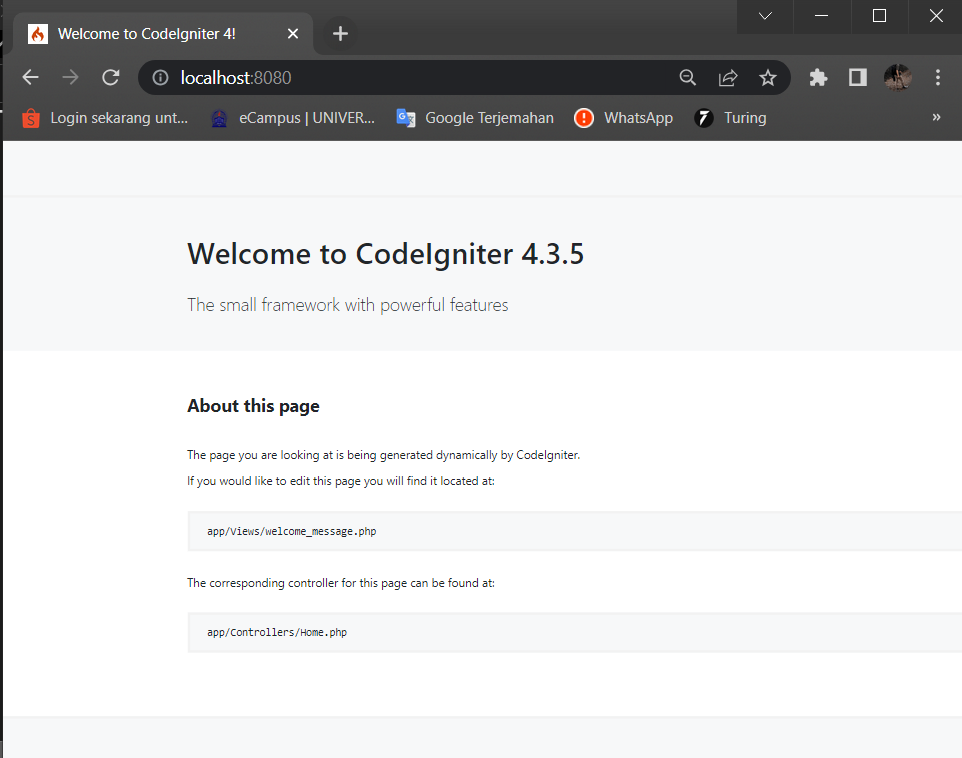 Welcome to CodeIgniter 4!
localhost:8080
Login sekarang unt... eCampus | UNIVER... Google Terjemahan WhatsApp Turing »
Welcome to CodeIgniter 4.3.5
The small framework with powerful features
About this page
The page you are looking at is being generated dynamically by CodeIgniter.
If you would like to edit this page you will find it located at:
app/Views/welcome_message.php
The corresponding controller for this page can be found at:
app/Controllers/Home.php